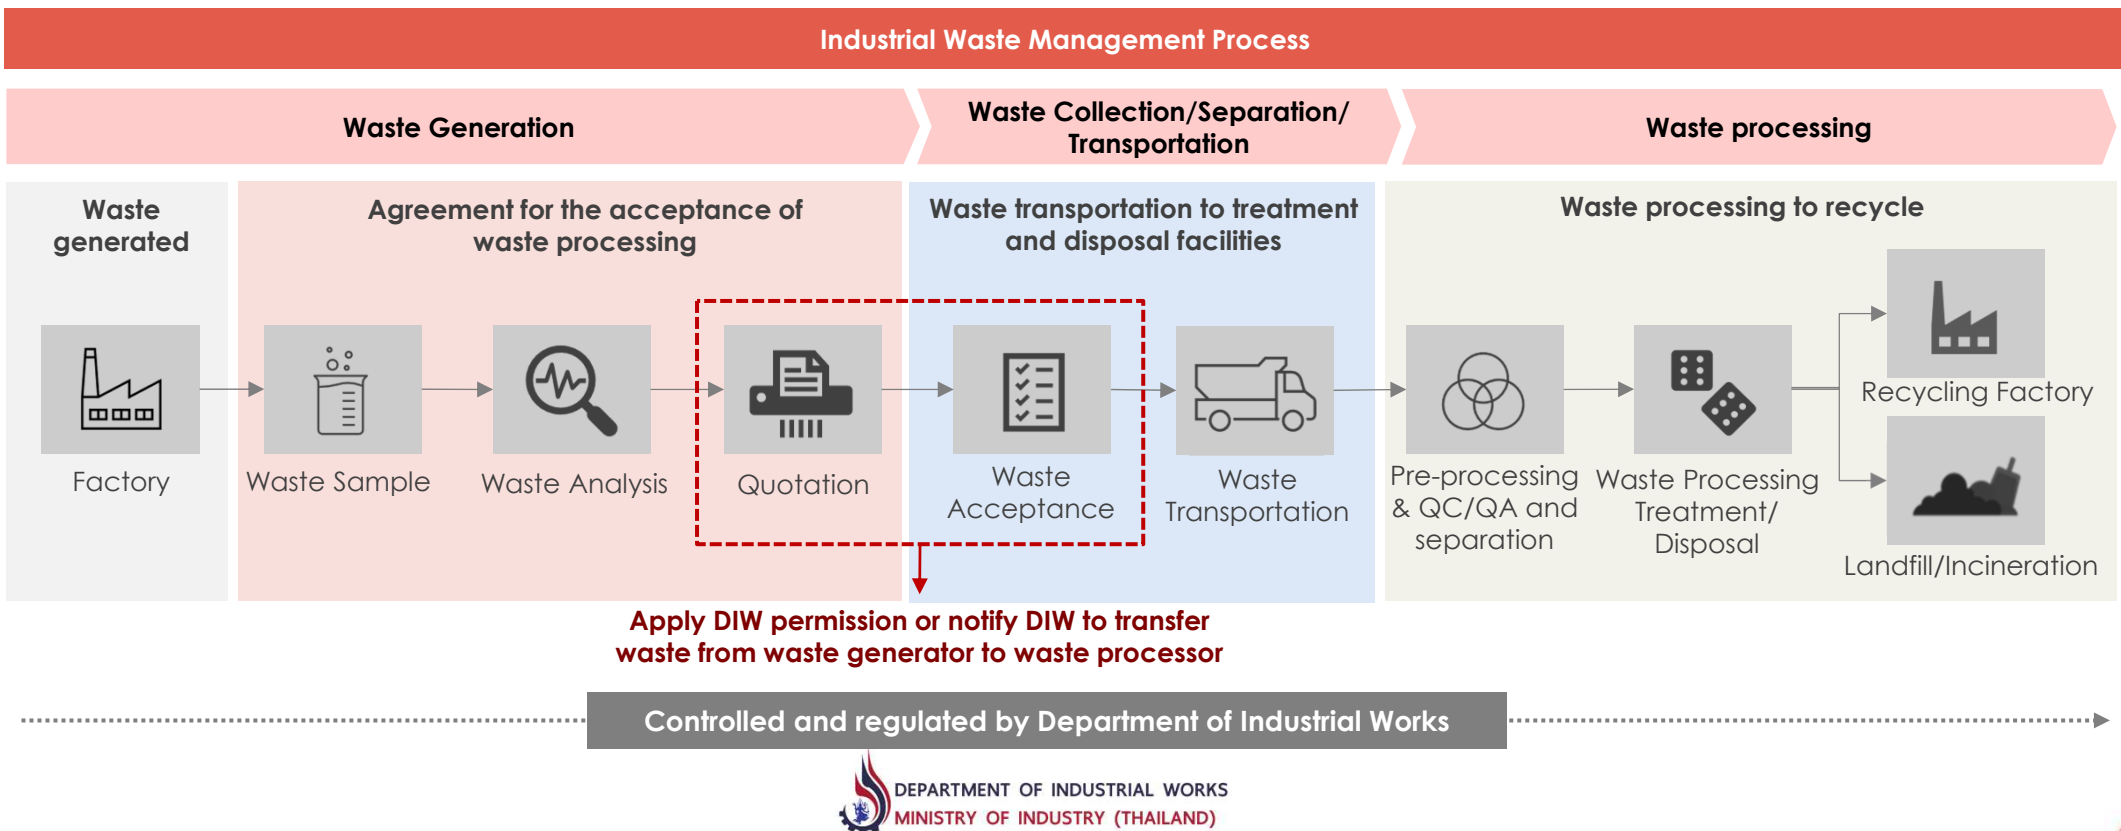 Industrial Waste Management Process
Waste Generation
Waste Collection/Separation/
Transportation
Waste processing
Waste
generated
Agreement for the acceptance of
waste processing
Waste transportation to treatment
and disposal facilities
Waste processing to recycle
Factory
Waste Sample
Waste Analysis
Quotation
Waste
Acceptance
Waste
Transportation
Pre-processing
& QC/QA and
separation
Waste Processing
Treatment/
Disposal
Recycling Factory
Landfill/Incineration
Apply DIW permission or notify DIW to transfer
waste from waste generator to waste processor
Controlled and regulated by Department of Industrial Works
DEPARTMENT OF INDUSTRIAL WORKS
MINISTRY OF INDUSTRY (THAILAND)